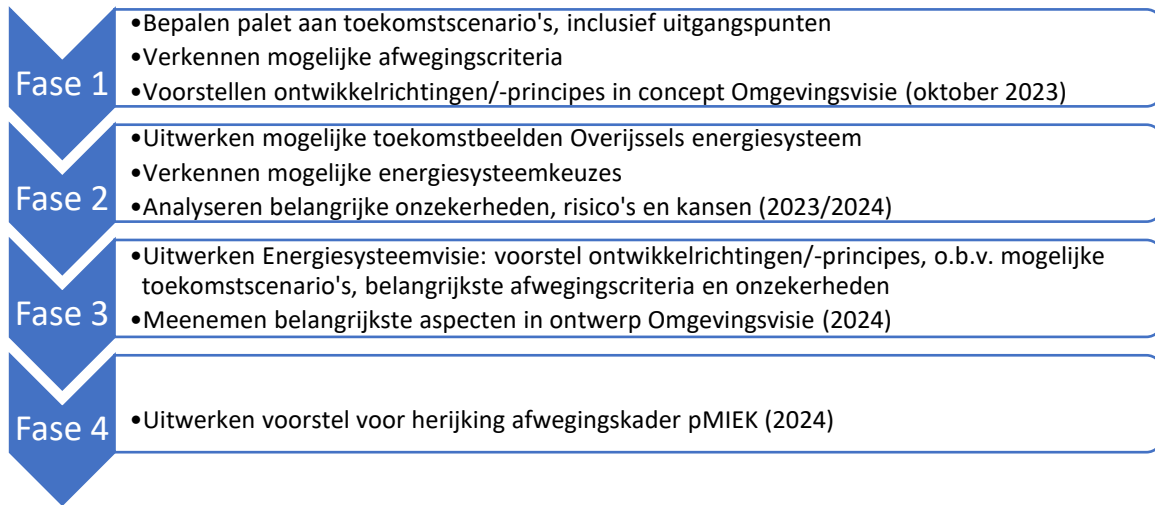 Fase 1
•Bepalen palet aan toekomstscenario's, inclusief uitgangspunten
•Verkennen mogelijke afwegingscriteria
•Voorstellen ontwikkelrichtingen/-principes in concept Omgevingsvisie (oktober 2023)
Fase 2
•Uitwerken mogelijke toekomstbeelden Overijssels energiesysteem
•Verkennen mogelijke energiesysteemkeuzes
•Analyseren belangrijke onzekerheden, risico's en kansen (2023/2024)
Fase 3
•Uitwerken Energiesysteemvisie: voorstel ontwikkelrichtingen/-principes, o.b.v. mogelijke
toekomstscenario's, belangrijkste afwegingscriteria en onzekerheden
•Meenemen belangrijkste aspecten in ontwerp Omgevingsvisie (2024)
Fase 4
•Uitwerken voorstel voor herijking afwegingskader pMIEK (2024)